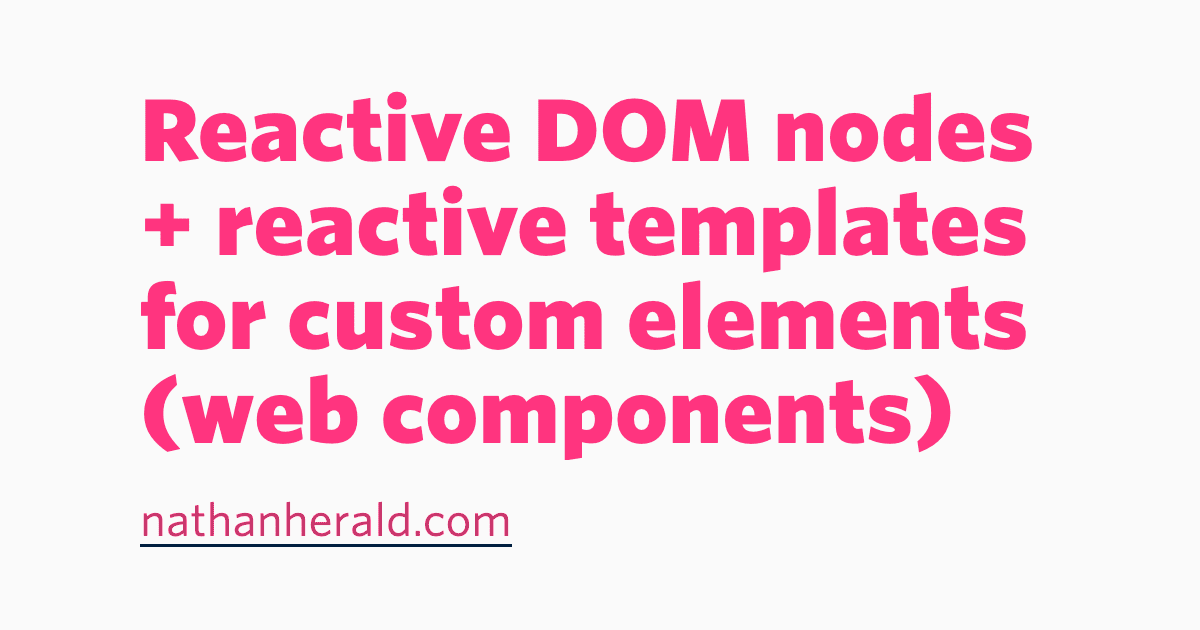 Reactive DOM nodes
+ reactive templates
for custom elements
(web components)
nathanherald.com